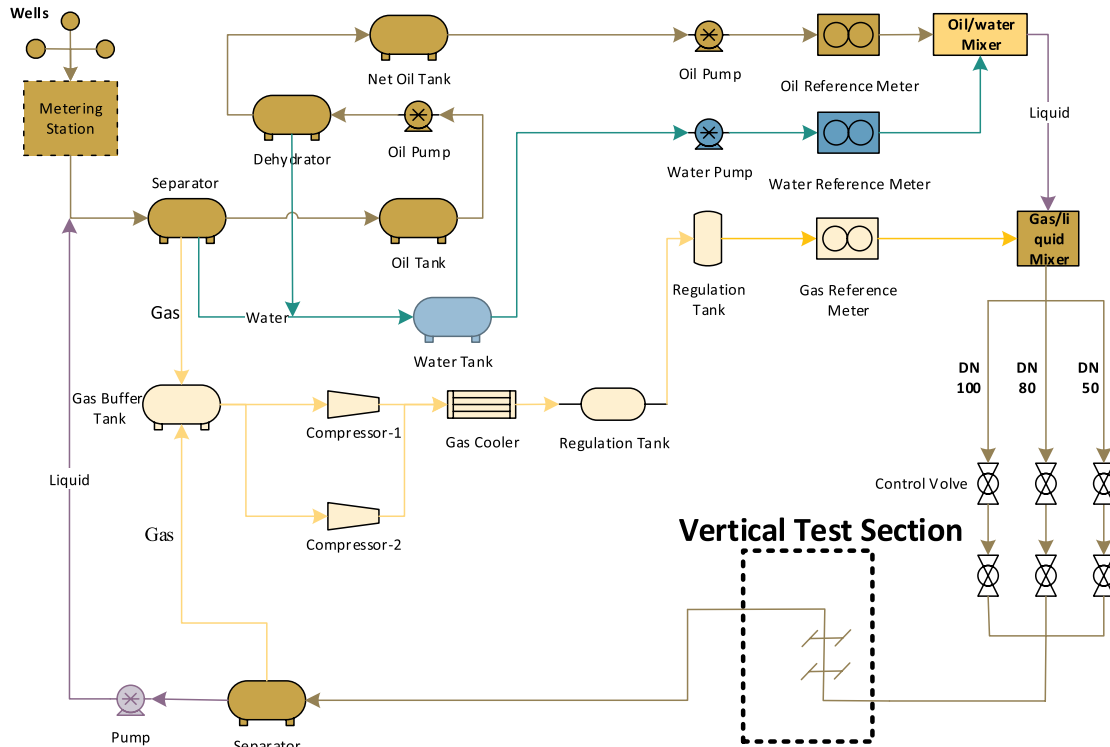 Wells
Metering
Station
Net Oil Tank
Oil Pump
Oil Reference Meter
Oil/water
Mixer
Dehydrator
Oil Pump
Water Pump
Water Reference Meter
Liquid
Separator
Oil Tank
Regulation
Tank
Gas Reference
Meter
Gas/li
quid
Mixer
Gas
Water
Water Tank
Gas Buffer
Tank
Compressor-1
Gas Cooler
Regulation Tank
DN
100
DN
80
DN
50
Liquid
Control Volve
Gas
Compressor-2
Vertical Test Section
Pump
Separator